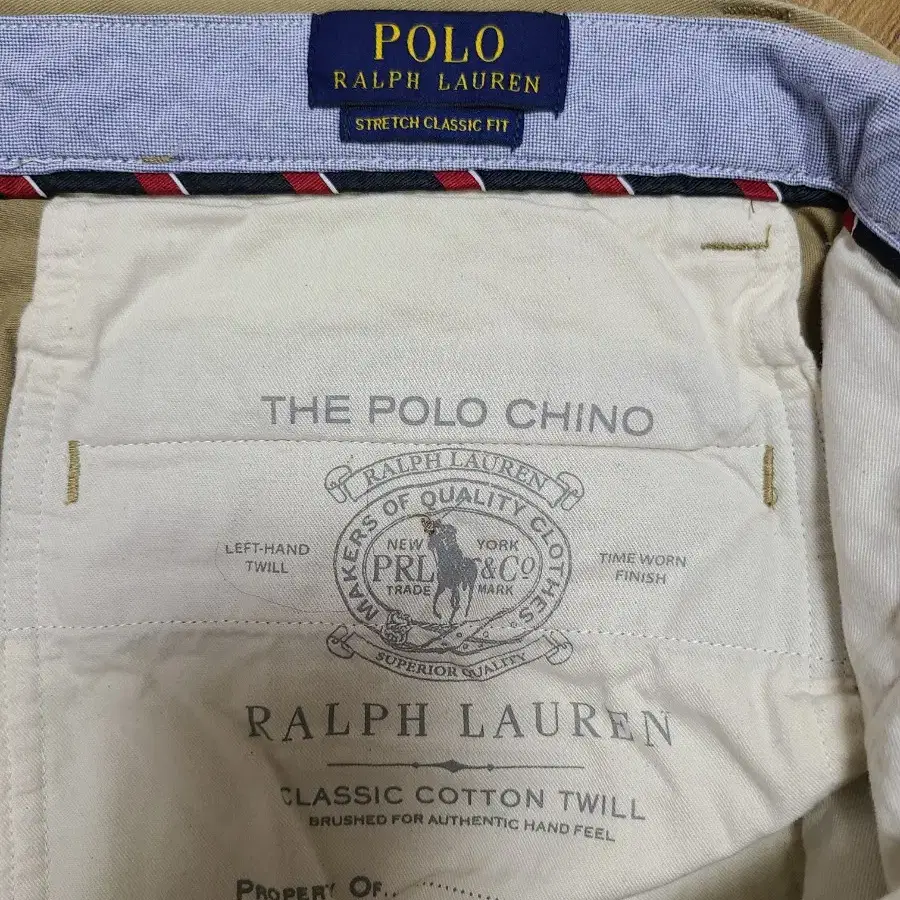 POLO
RALPH LAUREN
STRETCH CLASSIC FIT
THE POLO CHINO
RALPH LAUREN
MAKERS OF QUALITY CLOTHES
LEFT-HAND
TWILL
NEW YORK
PRL &Co
TRADE MARK
TIME WORN
FINISH
SUPERIOR QUALITY
RALPH LAUREN
CLASSIC COTTON TWILL
BRUSHED FOR AUTHENTIC HAND FEEL
PROPERTY OF..